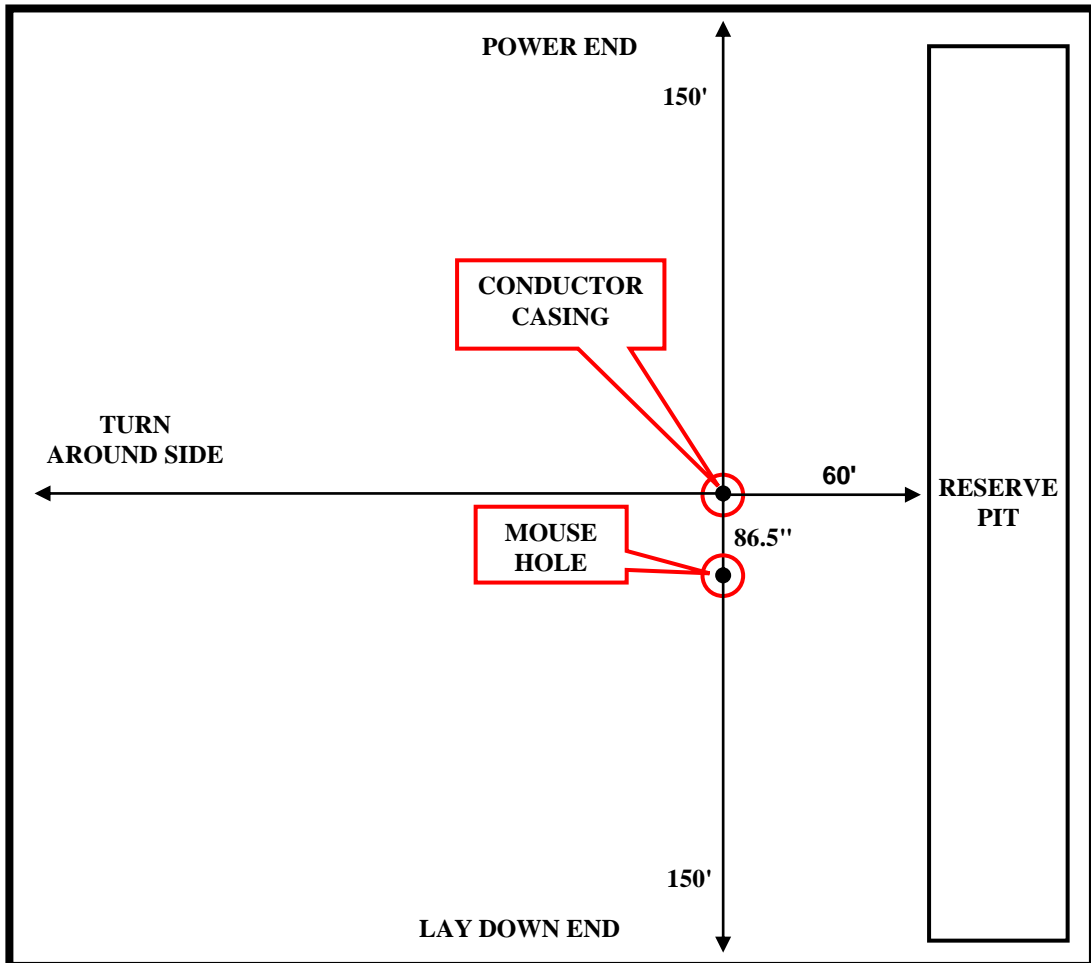 POWER END
150'
CONDUCTOR
CASING
TURN
AROUND SIDE
60'
RESERVE
PIT
MOUSE
HOLE
86.5"
150'
LAY DOWN END